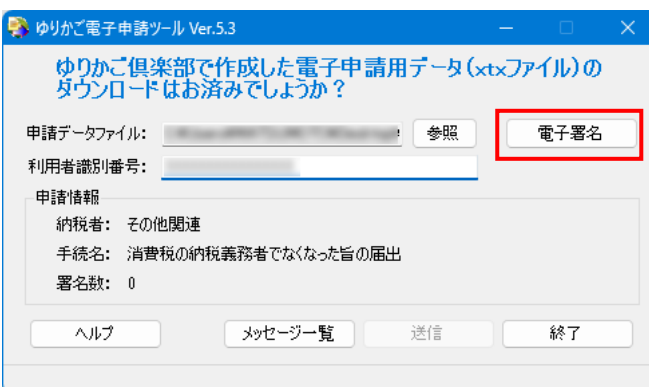 ゆりかご電子申請ツール Ver.5.3
ゆりかご倶楽部で作成した電子申請用データ(xtxファイル)の
ダウンロードはお済みでしょうか?
申請データファイル: 参照 電子署名
利用者識別番号:
申請情報
納税者: その他関連
手続名: 消費税の納税義務者でなくなった旨の届出
署名数: 0
ヘルプ メッセージ一覧 送信 終了